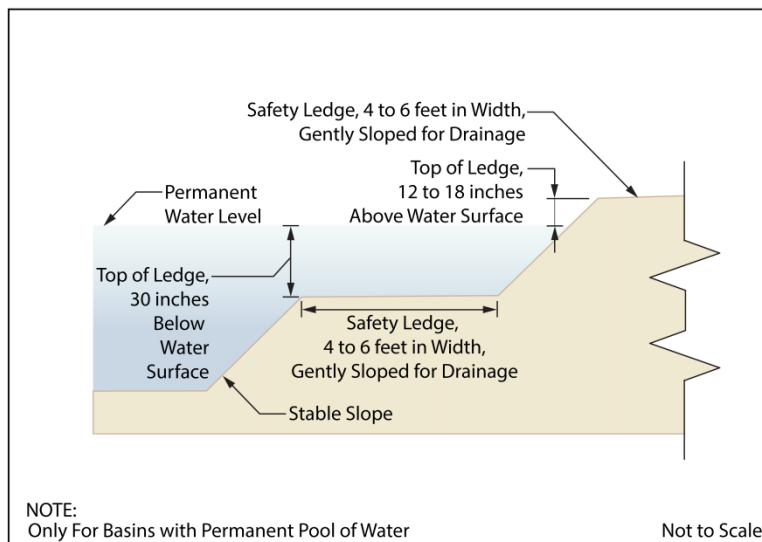 Safety Ledge, 4 to 6 feet in Width,
Gently Sloped for Drainage
Top of Ledge,
12 to 18 inches
Above Water Surface
Permanent
Water Level
Top of Ledge,
30 inches
Below
Water
Surface
Safety Ledge,
4 to 6 feet in Width,
Gently Sloped for Drainage
Stable Slope
NOTE:
Only For Basins with Permanent Pool of Water
Not to Scale